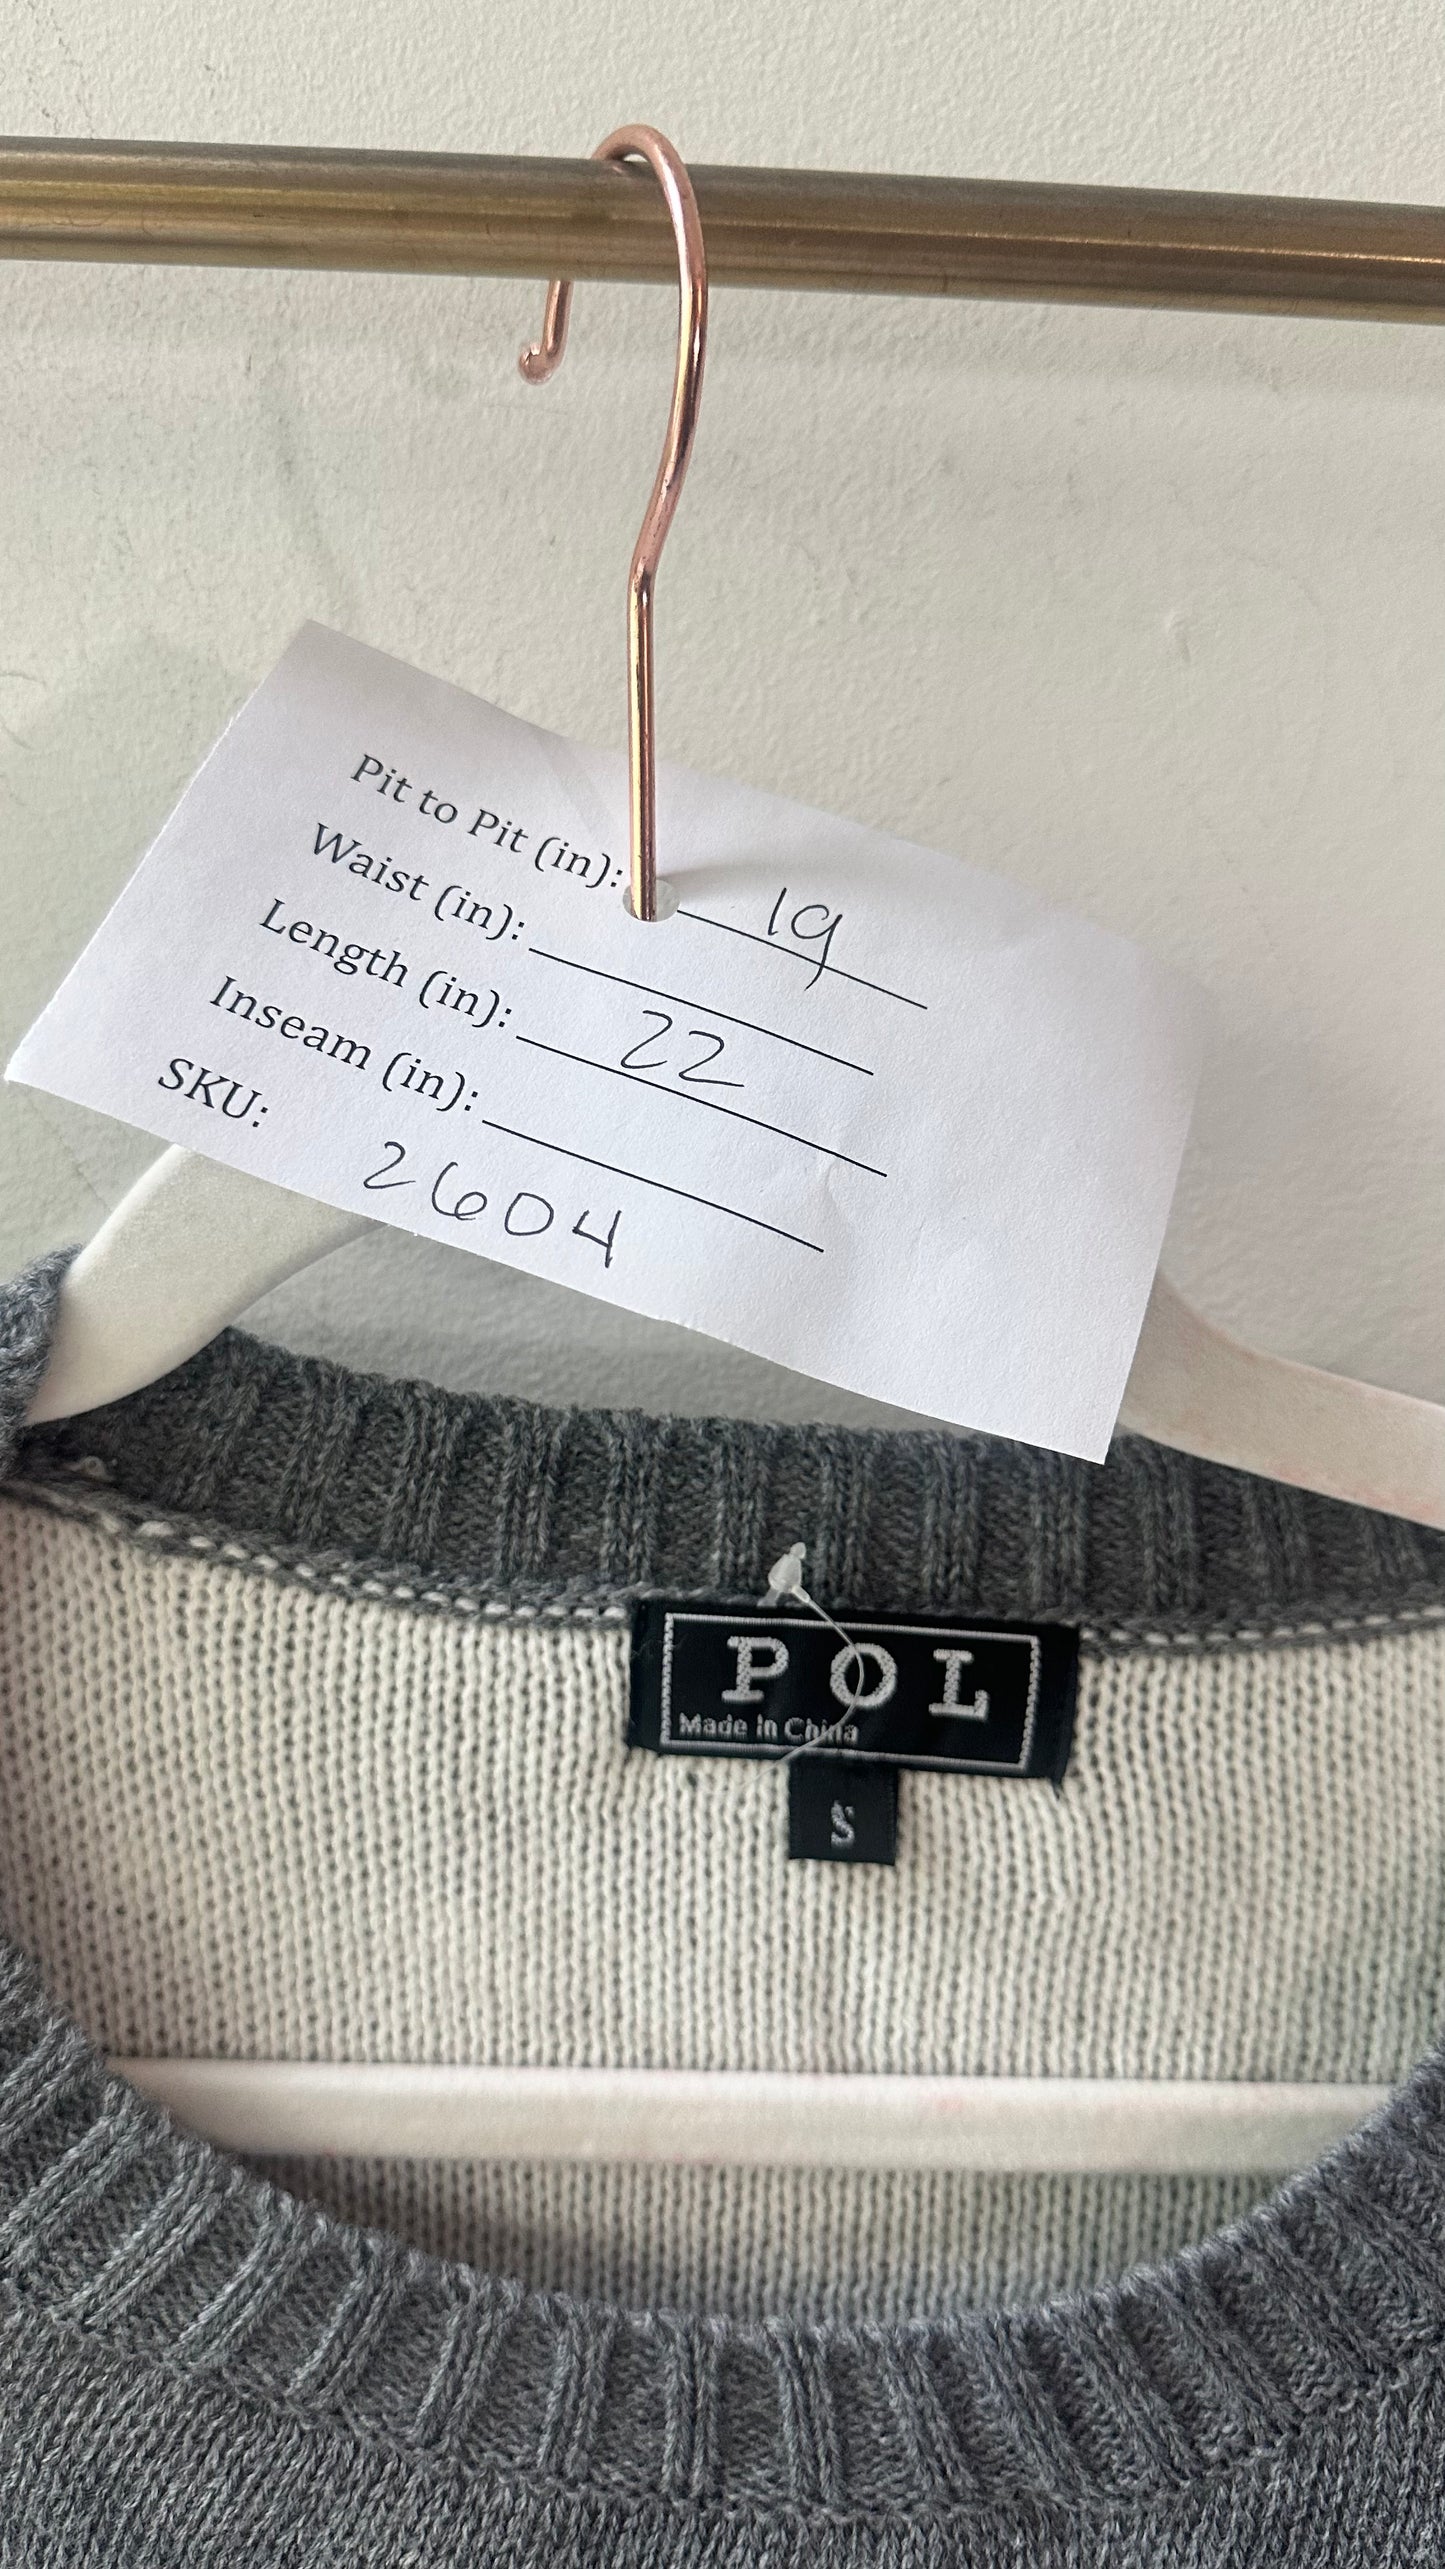 Pit to Pit (in): 19
Waist (in):
Length (in): 22
Inseam (in):
SKU: 2604
POL
Made in China
S